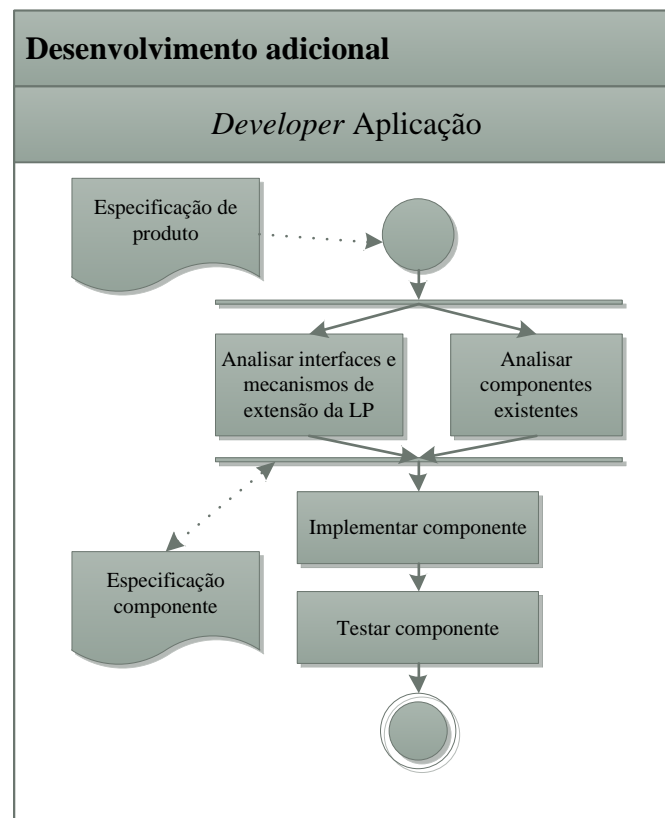 Desenvolvimento adicional
Developer Aplicação
Especificação de
produto
Analisar interfaces e
mecanismos de
extensão da LP
Analisar
componentes
existentes
Implementar componente
Especificação
componente
Testar componente